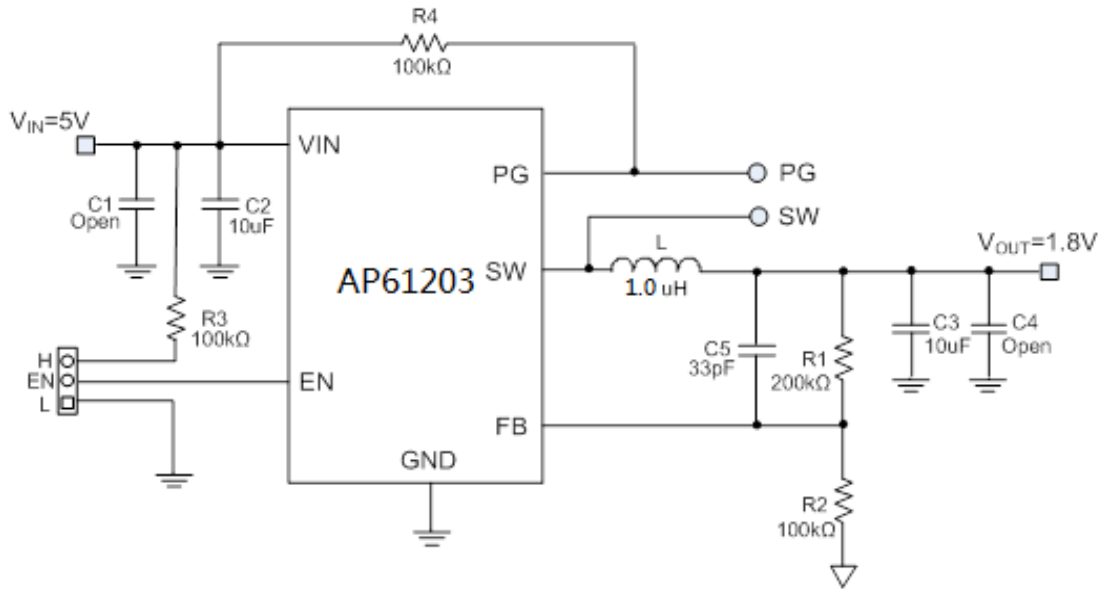 R4
100kΩ
VIN=5V
VIN
C1
Open
C2
10uF
PG
PG
SW
L
SW
1.0 uH
VOUT=1.8V
AP61203
R3
100kΩ
C5
33pF
R1
200kΩ
C3
10uF
C4
Open
H
EN
L
EN
FB
GND
R2
100kΩ